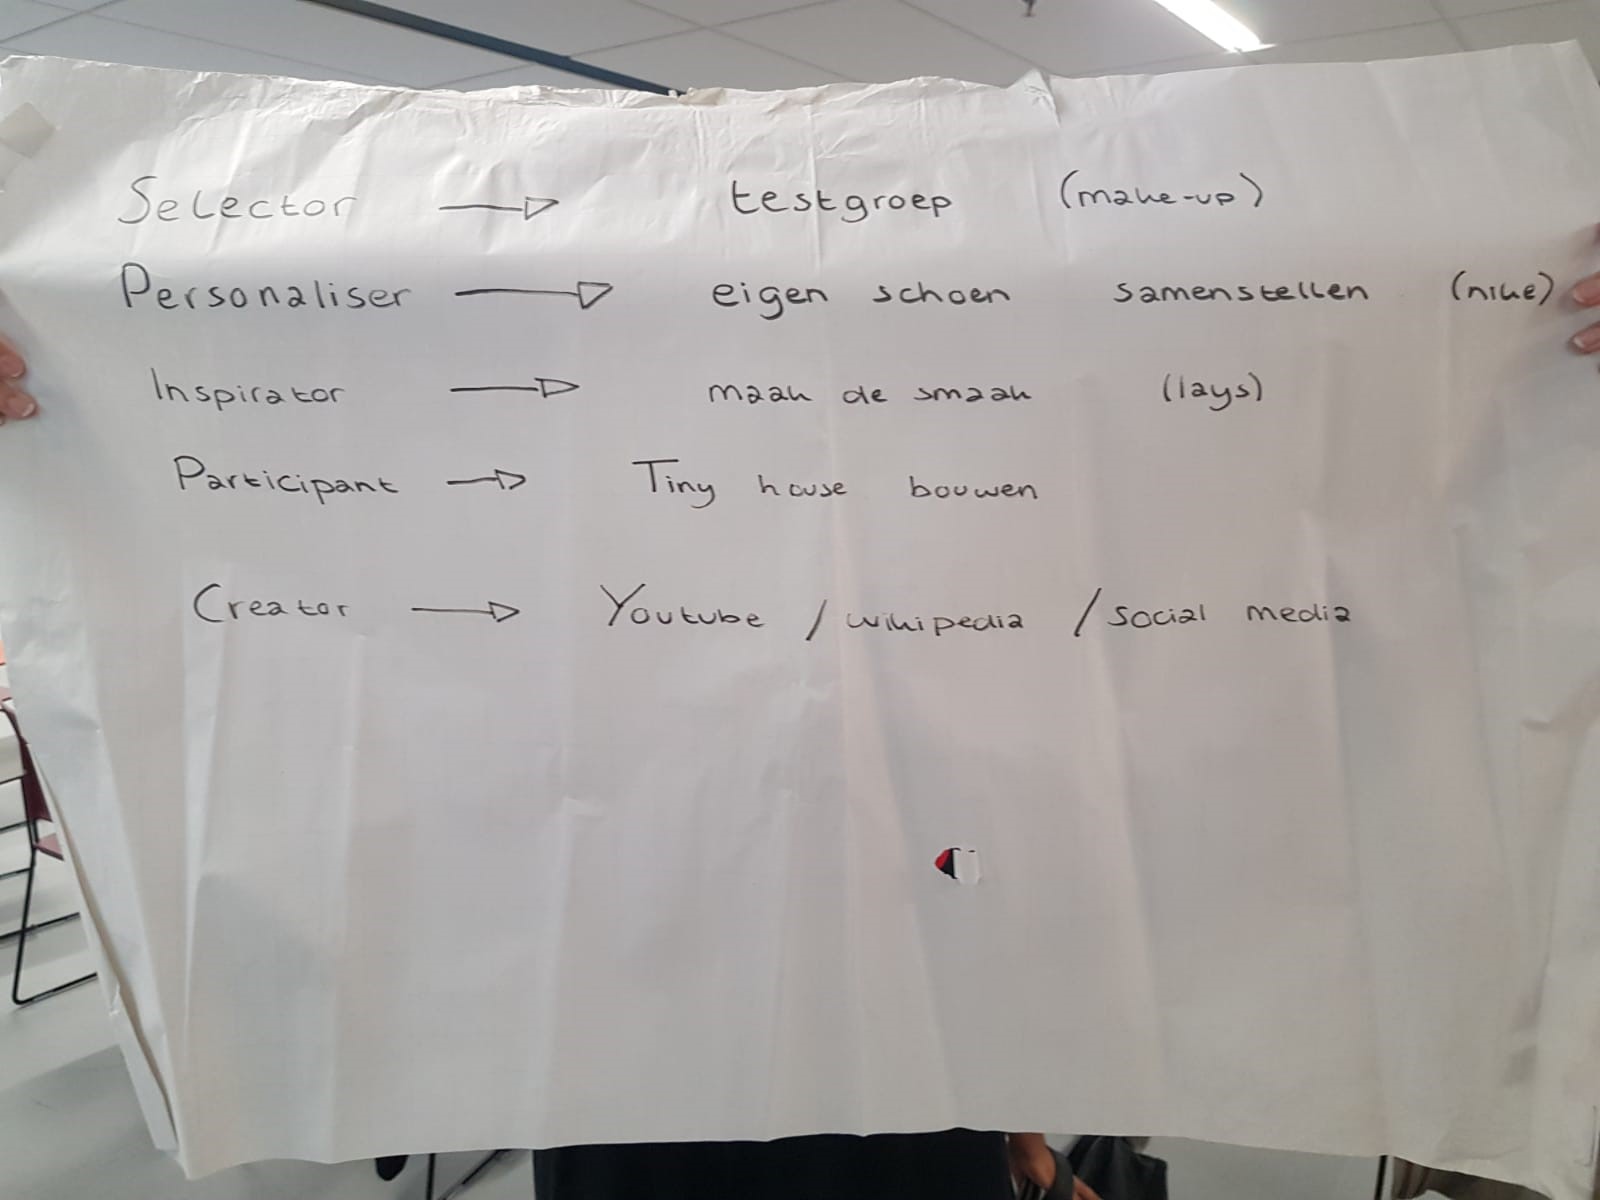 Selector → testgroep (make-up)
Personaliser → eigen schoen samenstellen (nike)
Inspirator → maak de smaak (lays)
Participant → Tiny house bouwen
Creator → Youtube / wikipedia / social media